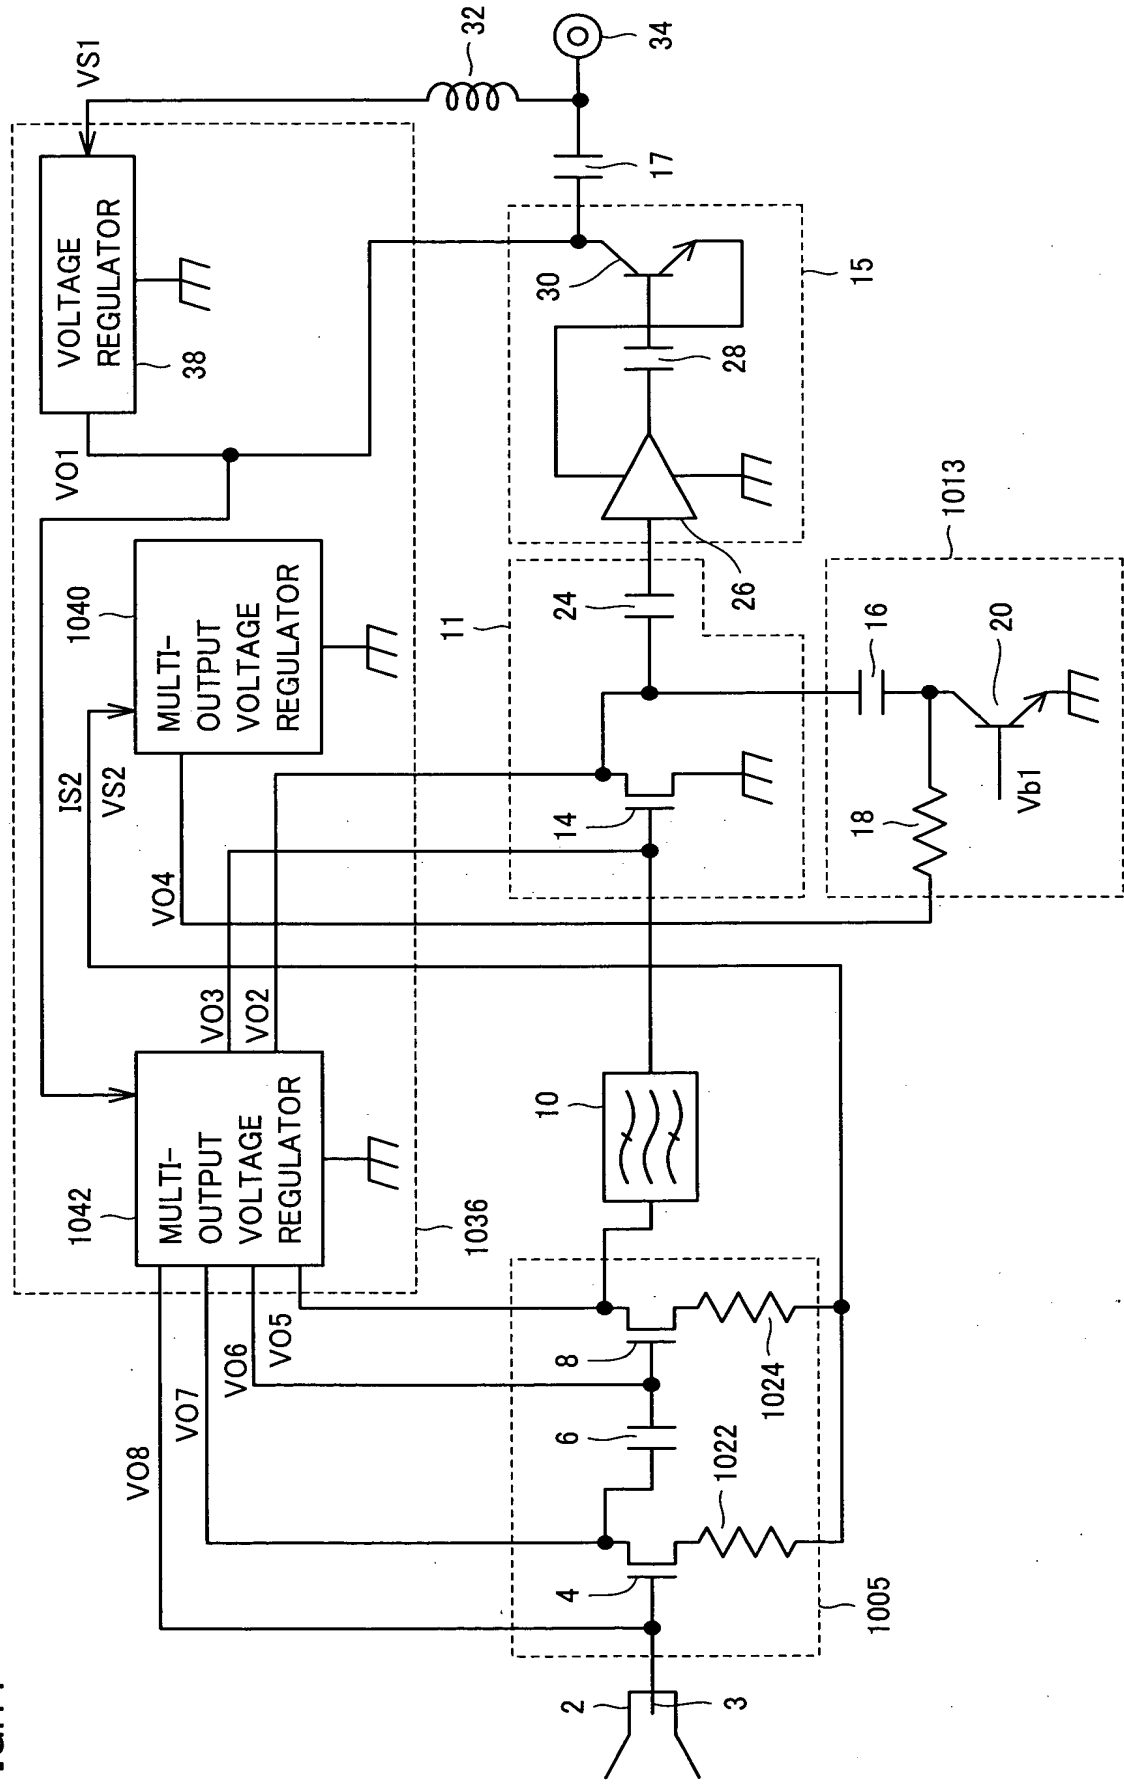 VS1
32
34
VOLTAGE
REGULATOR
38
VO1
17
30
15
28
26
1040
MULTI-
OUTPUT
VOLTAGE
REGULATOR
IS2
VS2
VO4
11
24
14
1013
16
20
18
Vb1
VO3
VO2
1042
MULTI-
OUTPUT
VOLTAGE
REGULATOR
1036
10
VO5
VO6
VO7
VO8
8
6
4
1024
1022
1005
2
3